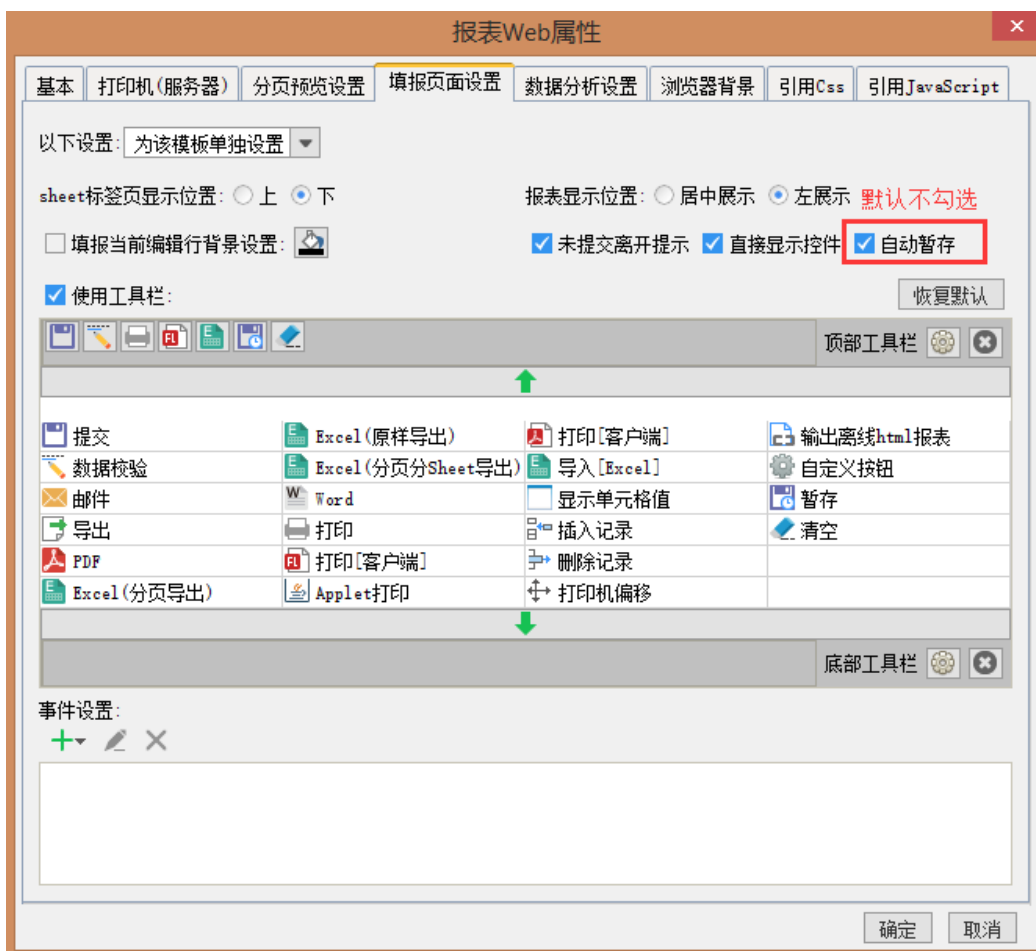 报表Web属性
基本 打印机(服务器) 分页预览设置 填报页面设置 数据分析设置 浏览器背景 引用Css 引用JavaScript
以下设置: 为该模板单独设置
sheet标签页显示位置: 上 下 报表显示位置: 居中展示 左展示 默认不勾选
填报当前编辑行背景设置: 未提交离开提示 直接显示控件 自动暂存
使用工具栏: 恢复默认
顶部工具栏
提交 Excel(原样导出) 打印[客户端] 输出离线html报表
数据校验 Excel(分页分Sheet导出) 导入[Excel] 自定义按钮
邮件 Word 显示单元格值 暂存
导出 打印 插入记录 清空
PDF 打印[客户端] 删除记录
Excel(分页导出) Applet打印 打印机偏移
底部工具栏
事件设置:
确定 取消